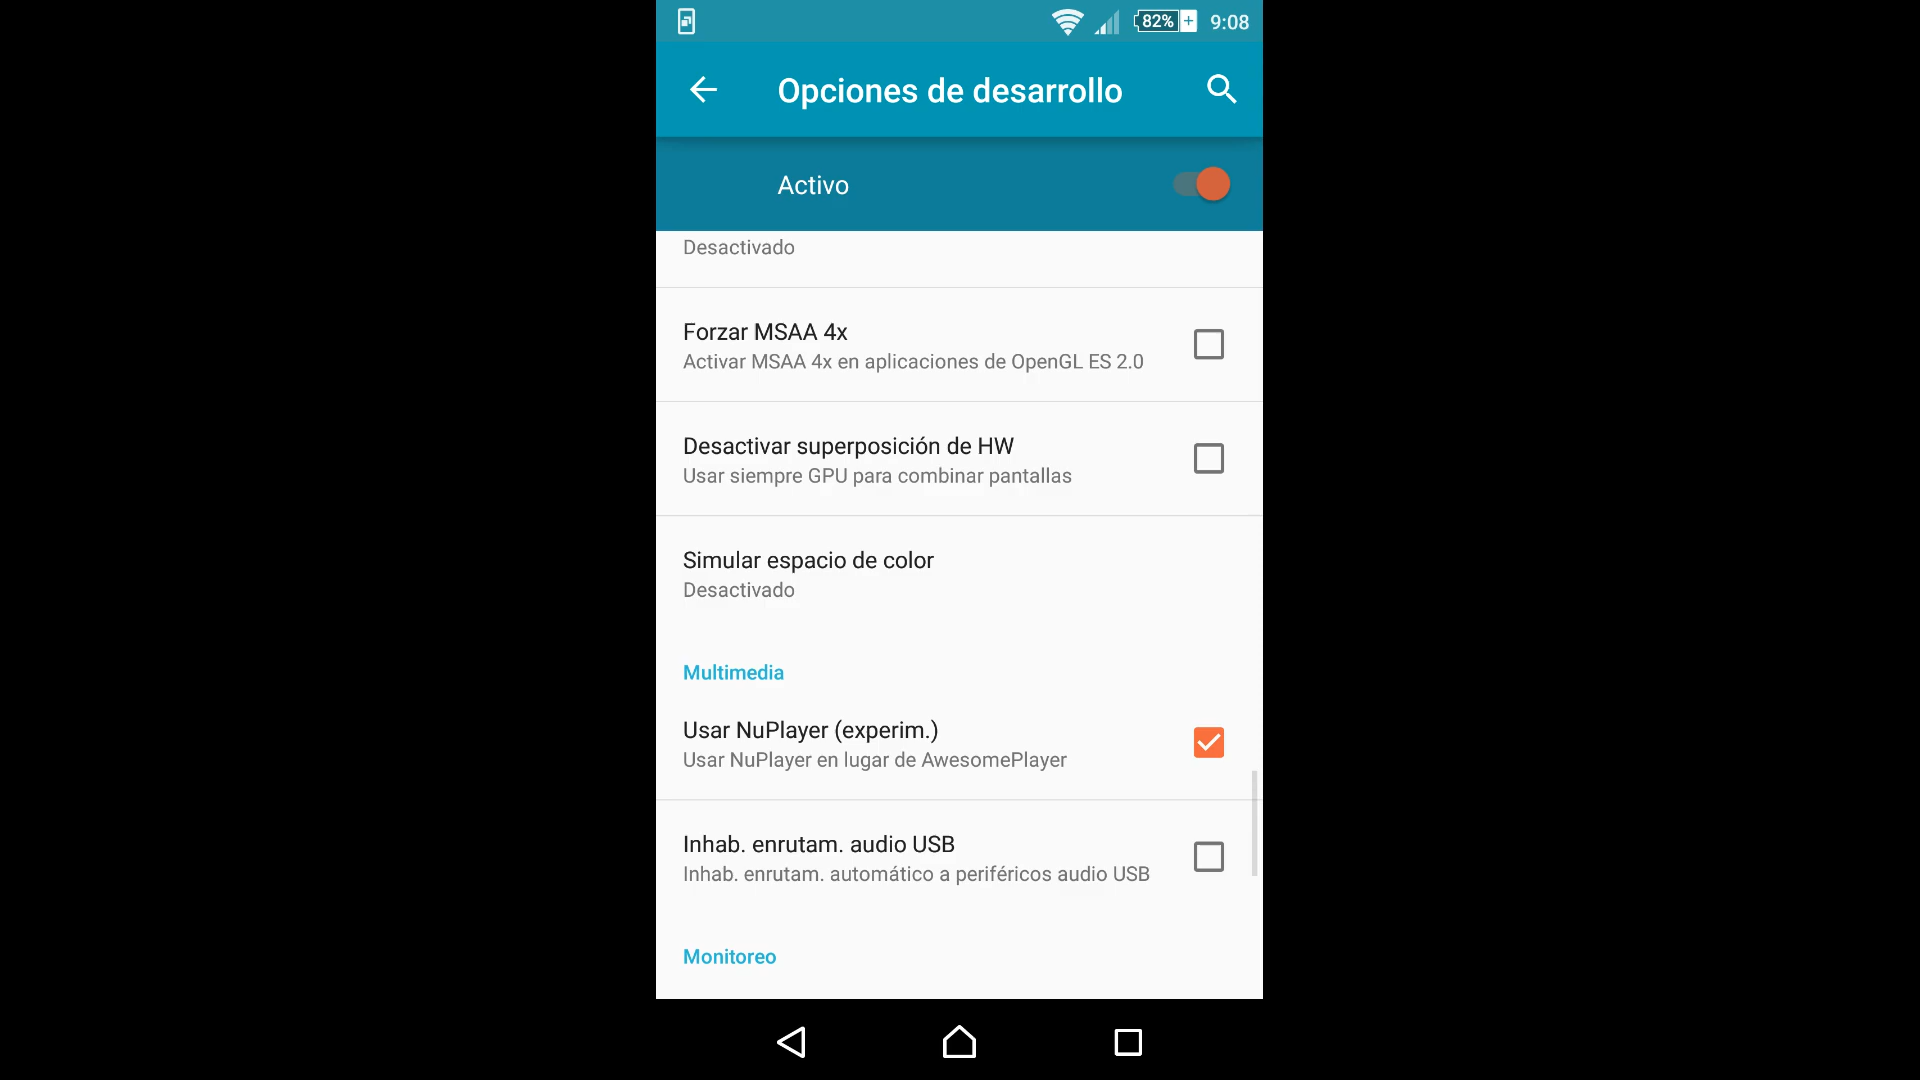 82%
9:08
Opciones de desarrollo
Activo
Desactivado
Forzar MSAA 4x
Activar MSAA 4x en aplicaciones de OpenGL ES 2.0
Desactivar superposición de HW
Usar siempre GPU para combinar pantallas
Simular espacio de color
Desactivado
Multimedia
Usar NuPlayer (experim.)
Usar NuPlayer en lugar de AwesomePlayer
Inhab. enrutam. audio USB
Inhab. enrutam. automático a periféricos audio USB
Monitoreo